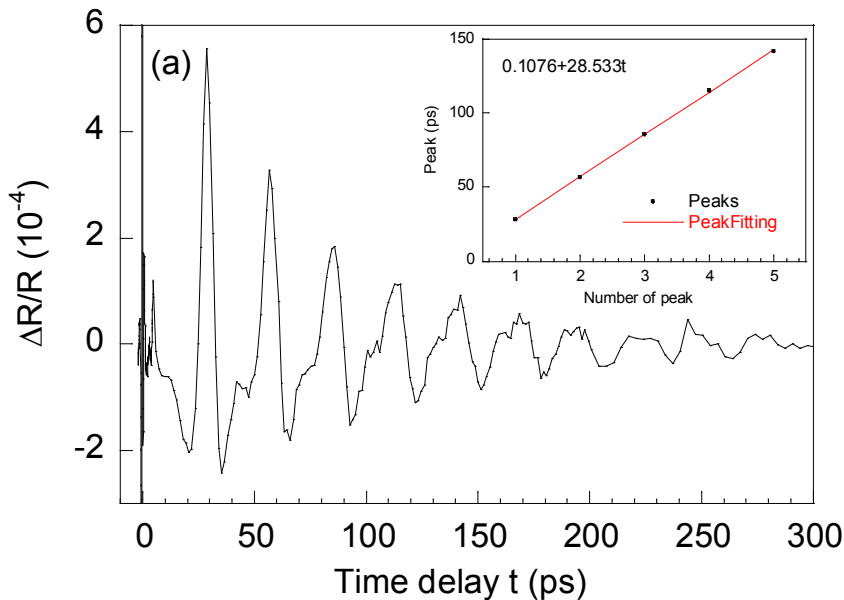 (a)
6
4
2
0
-2
ΔR/R (10⁻⁴)
0 50 100 150 200 250 300
Time delay t (ps)
0.1076+28.533t
150
100
50
0
Peak (ps)
Peaks
PeakFitting
1 2 3 4 5
Number of peak